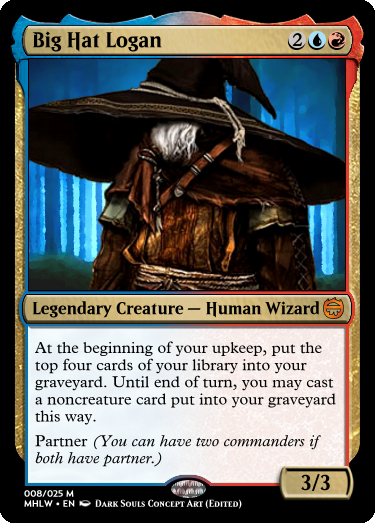 Big Hat Logan 2
Legendary Creature — Human Wizard
At the beginning of your upkeep, put the
top four cards of your library into your
graveyard. Until end of turn, you may cast
a noncreature card put into your graveyard
this way.
Partner (You can have two commanders if
both have partner.)
3/3
008/025 M
MHLW • EN Dark Souls Concept Art (Edited)